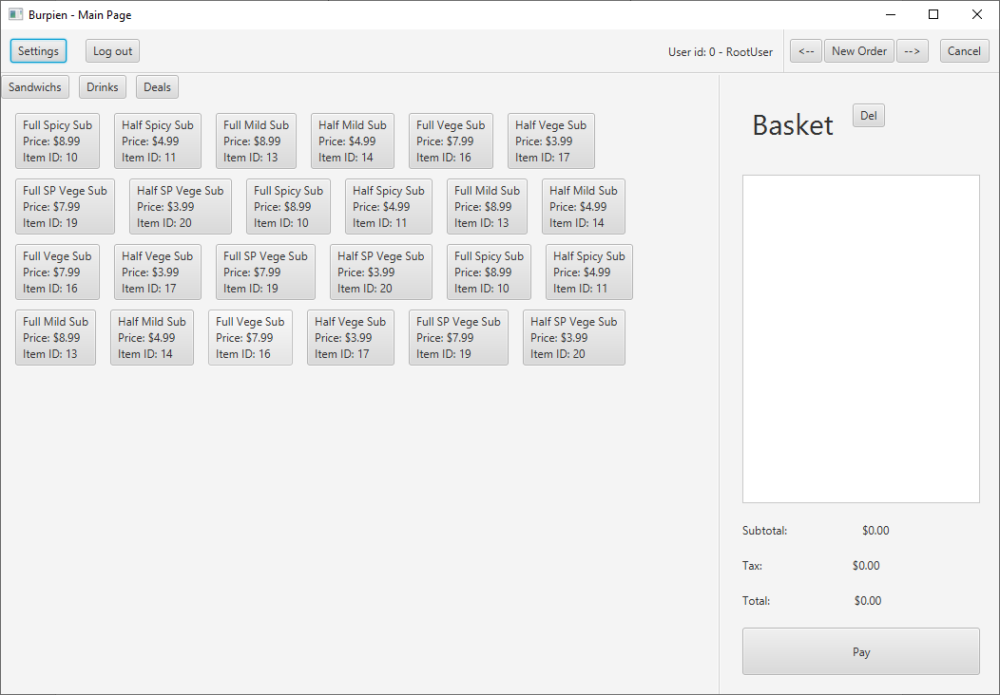 Burpien - Main Page
Settings
Log out
User id: 0 - RootUser
<--
New Order
-->
Cancel
Sandwichs
Drinks
Deals
Full Spicy Sub
Price: $8.99
Item ID: 10
Half Spicy Sub
Price: $4.99
Item ID: 11
Full Mild Sub
Price: $8.99
Item ID: 13
Half Mild Sub
Price: $4.99
Item ID: 14
Full Vege Sub
Price: $7.99
Item ID: 16
Half Vege Sub
Price: $3.99
Item ID: 17
Full SP Vege Sub
Price: $7.99
Item ID: 19
Half SP Vege Sub
Price: $3.99
Item ID: 20
Full Spicy Sub
Price: $8.99
Item ID: 10
Half Spicy Sub
Price: $4.99
Item ID: 11
Full Mild Sub
Price: $8.99
Item ID: 13
Half Mild Sub
Price: $4.99
Item ID: 14
Full Vege Sub
Price: $7.99
Item ID: 16
Half Vege Sub
Price: $3.99
Item ID: 17
Full SP Vege Sub
Price: $7.99
Item ID: 19
Half SP Vege Sub
Price: $3.99
Item ID: 20
Full Spicy Sub
Price: $8.99
Item ID: 10
Half Spicy Sub
Price: $4.99
Item ID: 11
Full Mild Sub
Price: $8.99
Item ID: 13
Half Mild Sub
Price: $4.99
Item ID: 14
Full Vege Sub
Price: $7.99
Item ID: 16
Half Vege Sub
Price: $3.99
Item ID: 17
Full SP Vege Sub
Price: $7.99
Item ID: 19
Half SP Vege Sub
Price: $3.99
Item ID: 20
Basket
Del
Subtotal: $0.00
Tax: $0.00
Total: $0.00
Pay